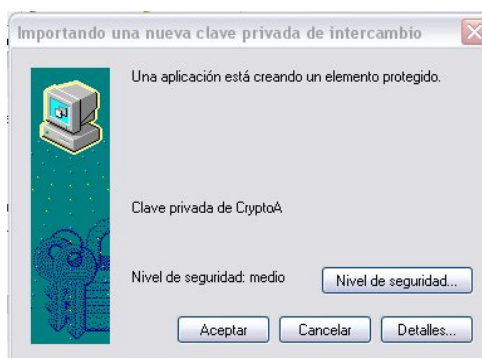 Importando una nueva clave privada de intercambio
Una aplicación está creando un elemento protegido.
Clave privada de CryptoA
Nivel de seguridad: medio
Nivel de seguridad...
Aceptar
Cancelar
Detalles...